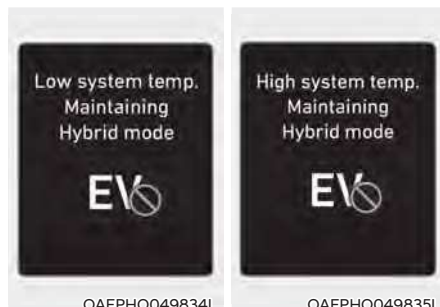 Low system temp.
Maintaining
Hybrid mode
EV
OAEPHQ049834L
High system temp.
Maintaining
Hybrid mode
EV
OAEPHQ049835L